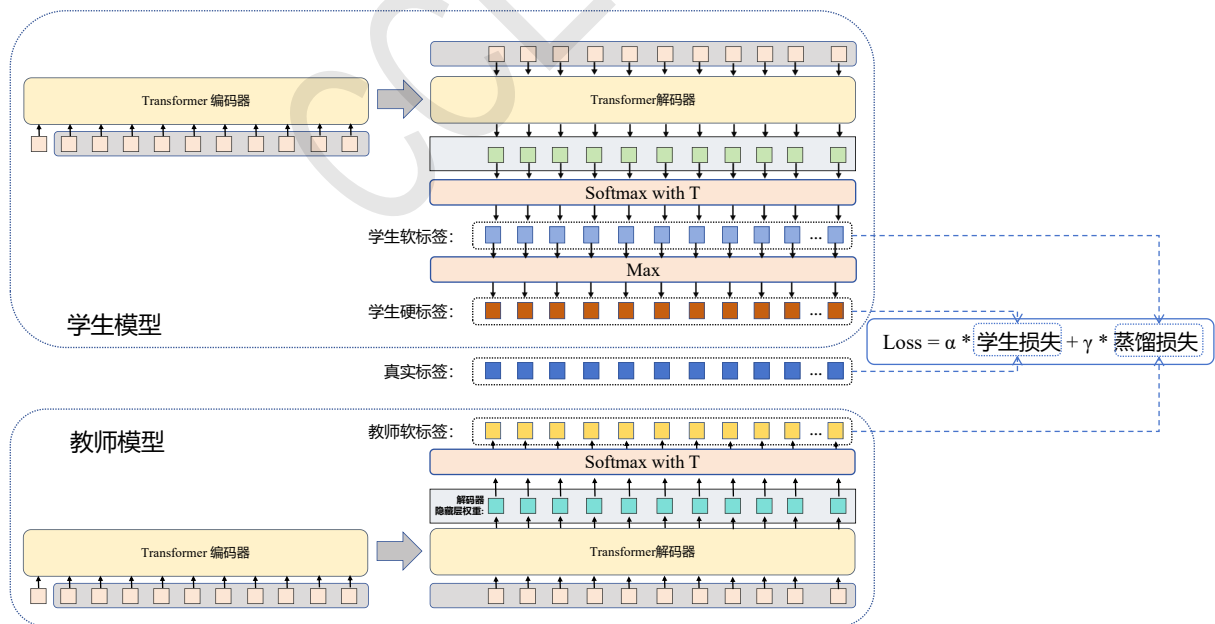 Transformer 编码器
Transformer解码器
Softmax with T
学生软标签：
...
Max
学生硬标签：
...
学生模型
Loss = α * 学生损失 + γ * 蒸馏损失
真实标签：
...
教师模型
教师软标签：
...
Softmax with T
解码器
隐藏层权重:
Transformer 编码器
Transformer解码器